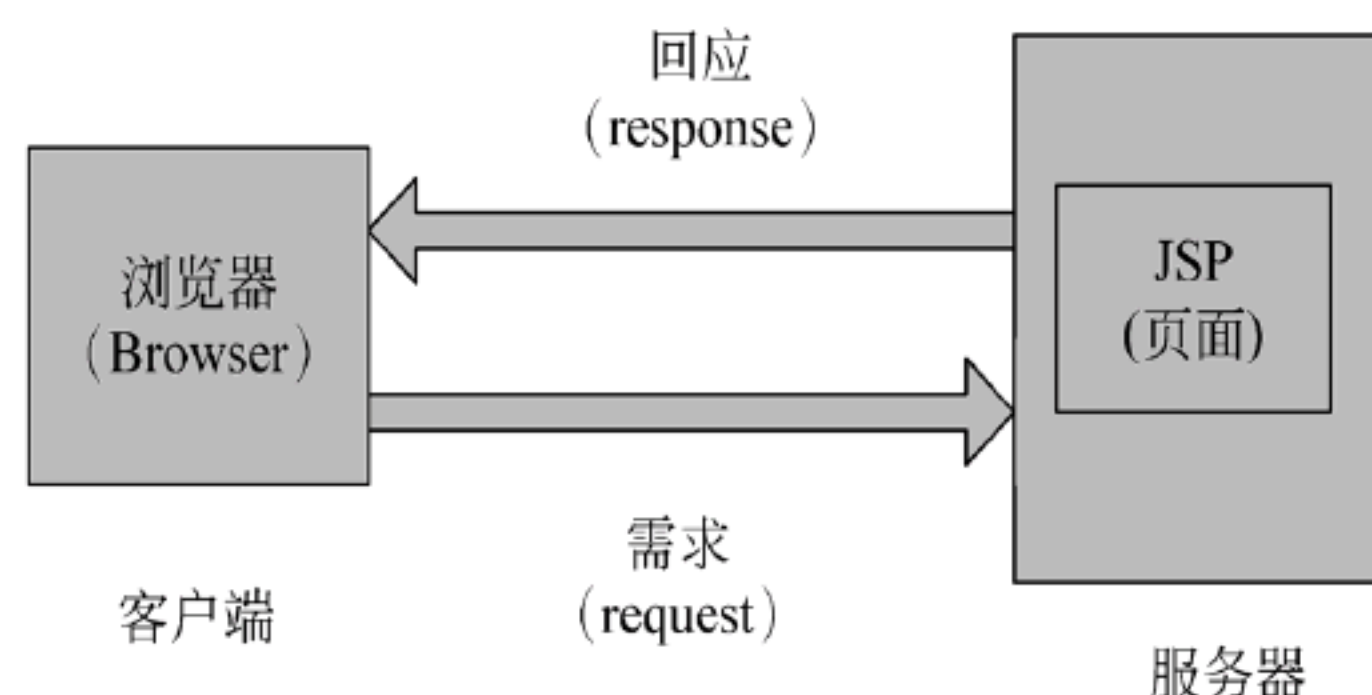 回应
（response）
浏览器
（Browser）
JSP
(页面)
需求
（request）
客户端
服务器